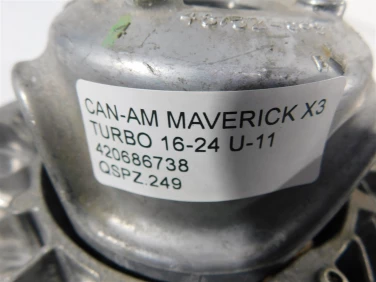 CAN-AM MAVERICK X3
TURBO 16-24 U-11
420686738
QSPZ.249